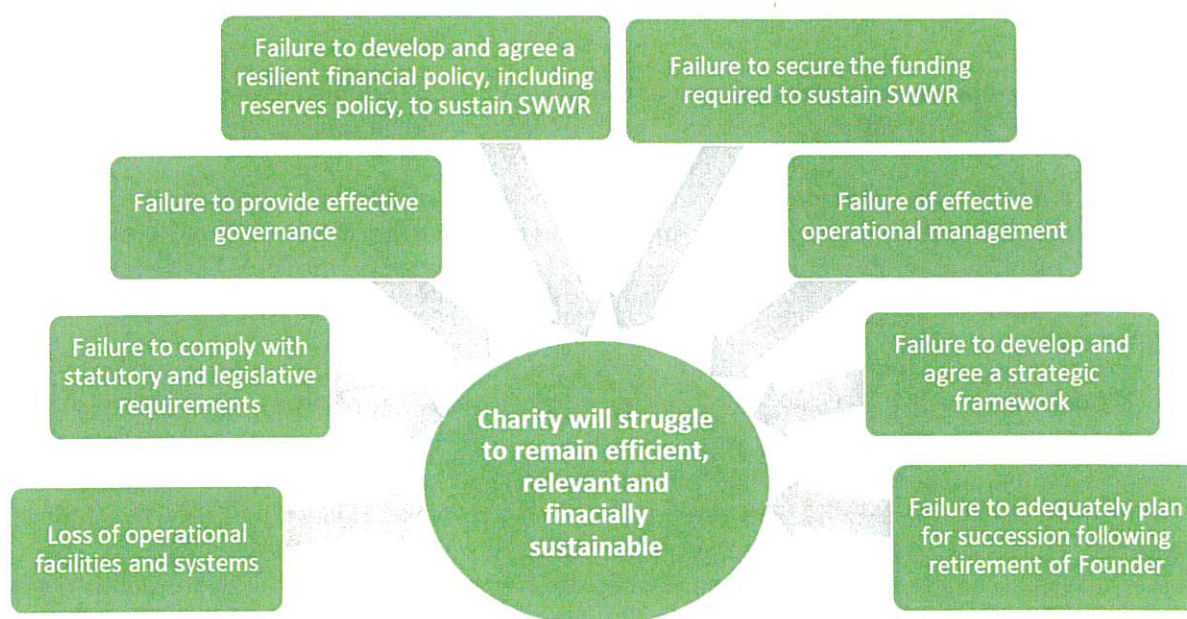 Failure to develop and agree a
resilient financial policy, including
reserves policy, to sustain SWWR
Failure to secure the funding
required to sustain SWWR
Failure to provide effective
governance
Failure of effective
operational management
Failure to comply with
statutory and legislative
requirements
Failure to develop and
agree a strategic
framework
Charity will struggle
to remain efficient,
relevant and
finacially
sustainable
Loss of operational
facilities and systems
Failure to adequately plan
for succession following
retirement of Founder